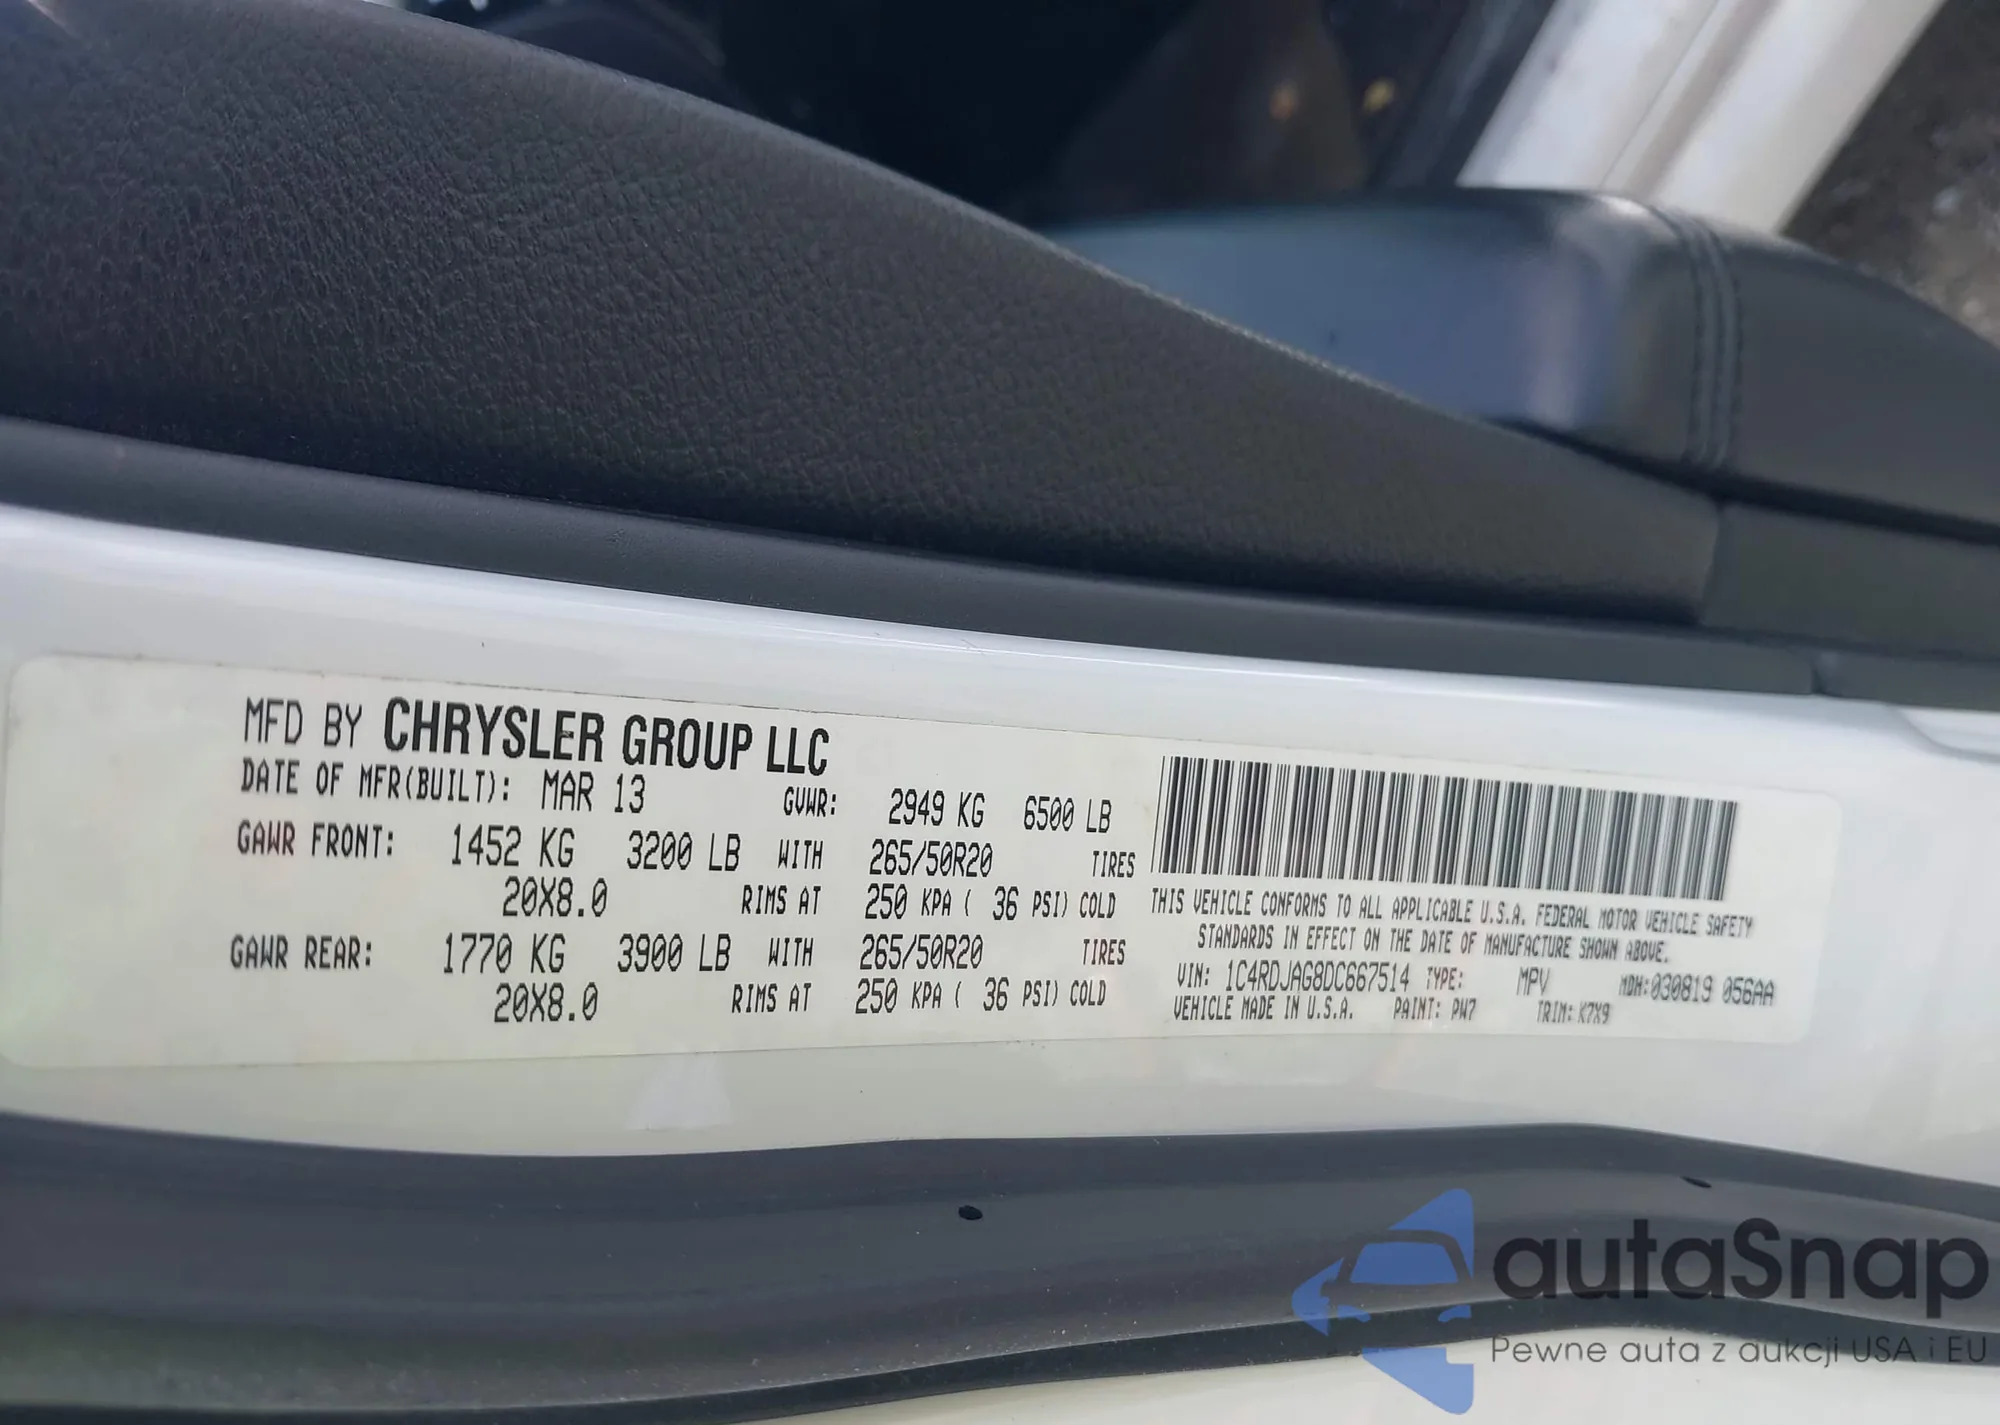 MFD BY CHRYSLER GROUP LLC
DATE OF MFR(BUILT): MAR 13 GVWR: 2949 KG 6500 LB
GAWR FRONT: 1452 KG 3200 LB WITH 265/50R20 TIRES
20X8.0 RIMS AT 250 KPA ( 36 PSI) COLD
GAWR REAR: 1770 KG 3900 LB WITH 265/50R20 TIRES
20X8.0 RIMS AT 250 KPA ( 36 PSI) COLD
THIS VEHICLE CONFORMS TO ALL APPLICABLE U.S.A. FEDERAL MOTOR VEHICLE SAFETY
STANDARDS IN EFFECT ON THE DATE OF MANUFACTURE SHOWN ABOVE.
VIN: 1C4RDJAG8DC667514 TYPE: MPV MDH:030819 056AA
VEHICLE MADE IN U.S.A. PAINT: PW7 TRIM: K7X9
autaSnap
Pewne auta z aukcji USA i EU